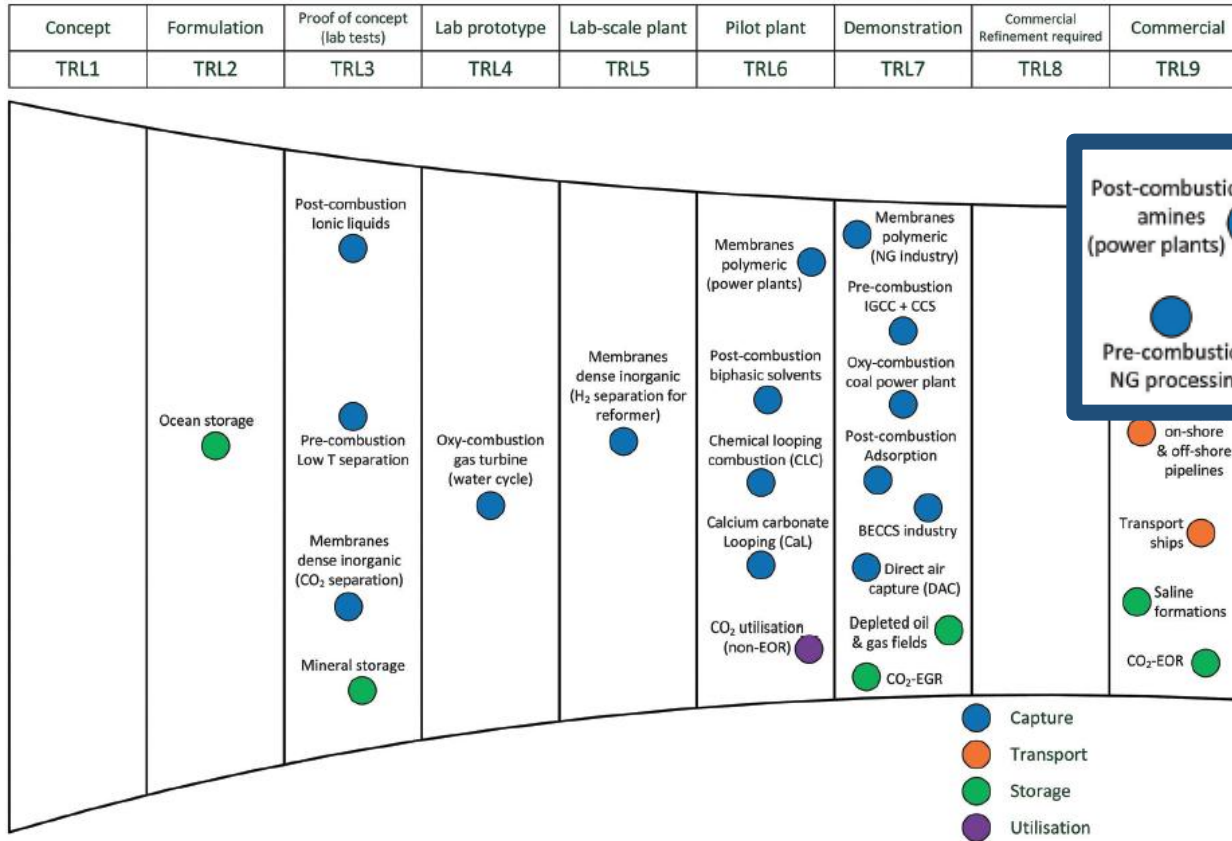 Concept
Formulation
Proof of concept
(lab tests)
Lab prototype
Lab-scale plant
Pilot plant
Demonstration
Commercial
Refinement required
Commercial
TRL1
TRL2
TRL3
TRL4
TRL5
TRL6
TRL7
TRL8
TRL9
Ocean storage
Post-combustion
Ionic liquids
Pre-combustion
Low T separation
Membranes
dense inorganic
(CO₂ separation)
Mineral storage
Oxy-combustion
gas turbine
(water cycle)
Membranes
dense inorganic
(H₂ separation for
reformer)
Membranes
polymeric
(power plants)
Post-combustion
biphasic solvents
Chemical looping
combustion (CLC)
Calcium carbonate
Looping (CaL)
CO₂ utilisation
(non-EOR)
Membranes
polymeric
(NG industry)
Pre-combustion
IGCC + CCS
Oxy-combustion
coal power plant
Post-combustion
Adsorption
BECCS industry
Direct air
capture (DAC)
Depleted oil
& gas fields
CO₂-EGR
amines
(power plants)
NG
on-shore
& off-shore
pipelines
Transport
ships
Saline
formations
CO₂-EOR
Capture
Transport
Storage
Utilisation